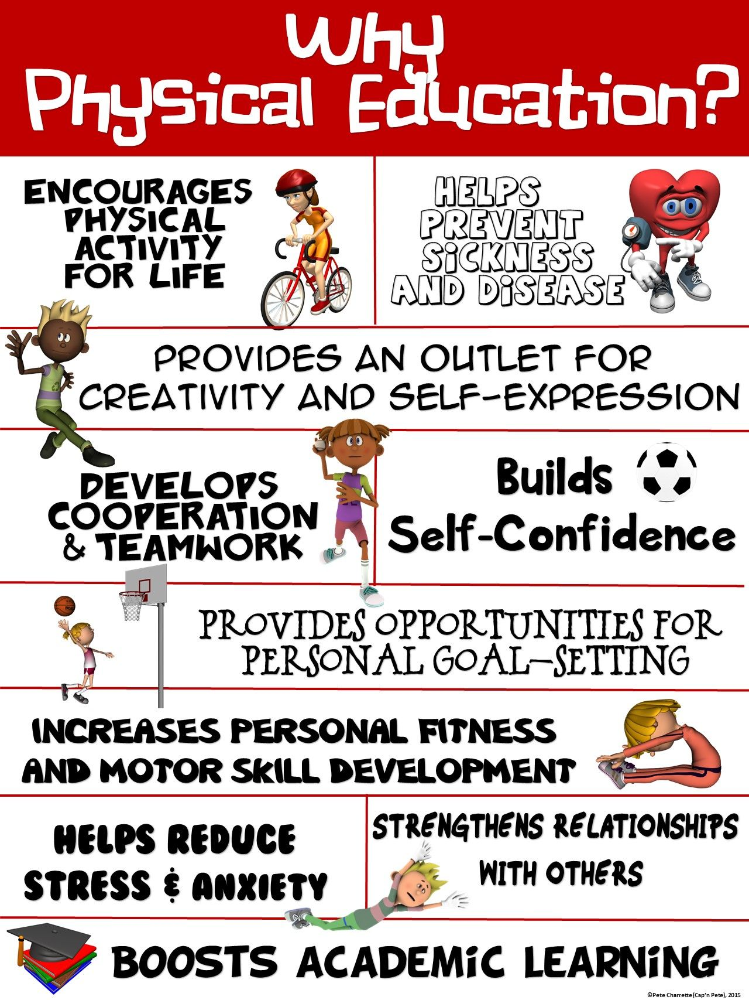 Why
Physical Education?
ENCOURAGES
PHYSICAL
ACTIVITY
FOR LIFE
HELPS
PREVENT
SICKNESS
AND DISEASE
PROVIDES AN OUTLET FOR
CREATIVITY AND SELF-EXPRESSION
DEVELOPS
COOPERATION
& TEAMWORK
Builds
Self-Confidence
PROVIDES OPPORTUNITIES FOR
PERSONAL GOAL-SETTING
INCREASES PERSONAL FITNESS
AND MOTOR SKILL DEVELOPMENT
HELPS REDUCE
STRESS & ANXIETY
STRENGTHENS RELATIONSHIPS
WITH OTHERS
BOOSTS ACADEMIC LEARNING
©Pete Charrette(Cap'n Pete), 2015